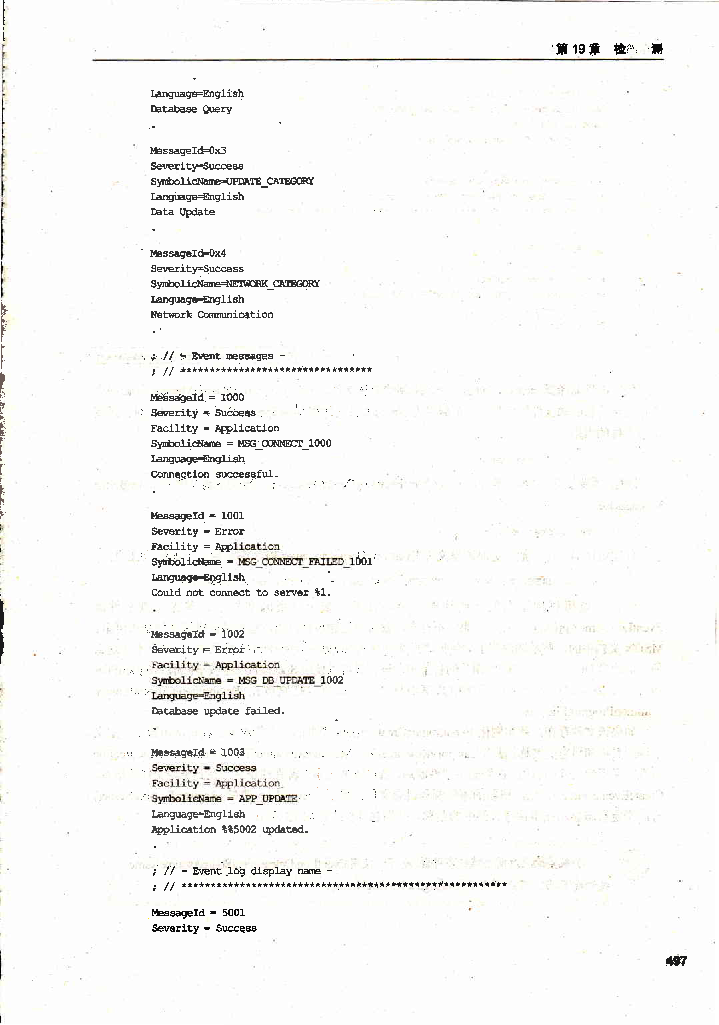 第19章 检 测
Language=English
Database Query
.
MessageId=0x3
Severity=Success
SymbolicName=UPDATE_CATEGORY
Language=English
Data Update
.
MessageId=0x4
Severity=Success
SymbolicName=NETWORK_CATEGORY
Language=English
Network Communication
.
; // - Event messages -
; // *********************************
MessageId = 1000
Severity = Success
Facility = Application
SymbolicName = MSG_CONNECT_1000
Language=English
Connection successful.
.
MessageId = 1001
Severity = Error
Facility = Application
SymbolicName = MSG_CONNECT_FAILED_1001
Language=English
Could not connect to server %1.
.
MessageId = 1002
Severity = Error
Facility = Application
SymbolicName = MSG_DB_UPDATE_1002
Language=English
Database update failed.
.
MessageId = 1003
Severity = Success
Facility = Application
SymbolicName = APP_UPDATE
Language=English
Application %%5002 updated.
.
; // - Event log display name -
; // ********************************************************
MessageId = 5001
Severity = Success
497